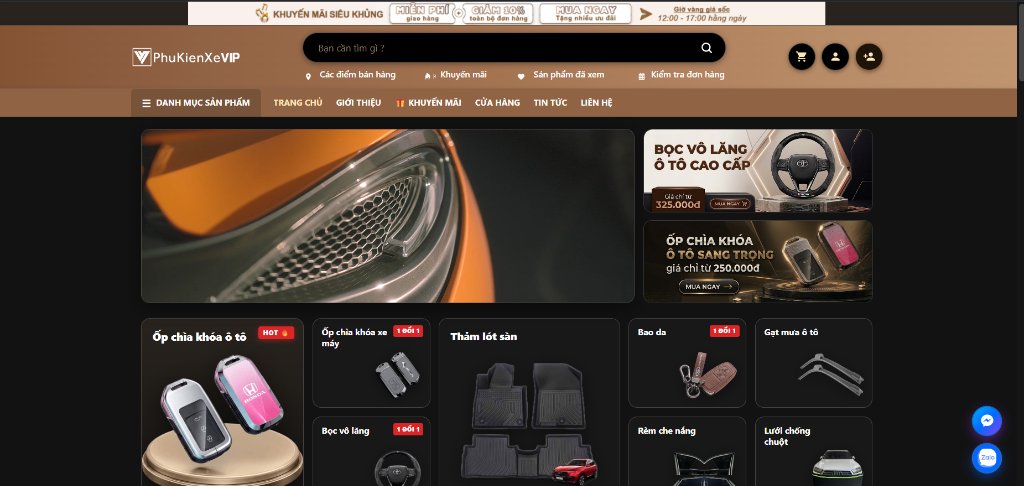 KHUYẾN MÃI SIÊU KHỦNG
MIỄN PHÍ
giao hàng
GIẢM 10%
toàn bộ đơn hàng
MUA NGAY
Tặng nhiều ưu đãi
Giờ vàng giá sốc
12:00 - 17:00 hằng ngày
PhuKienXeVIP
Bạn cần tìm gì ?
Các điểm bán hàng
Khuyến mãi
Sản phẩm đã xem
Kiểm tra đơn hàng
DANH MỤC SẢN PHẨM
TRANG CHỦ
GIỚI THIỆU
KHUYẾN MÃI
CỬA HÀNG
TIN TỨC
LIÊN HỆ
BỌC VÔ LĂNG
Ô TÔ CAO CẤP
Giá chỉ từ
325.000đ
MUA NGAY
ỐP CHÌA KHÓA
Ô TÔ SANG TRỌNG
giá chỉ từ 250.000đ
MUA NGAY
Ốp chìa khóa ô tô
HOT
HONDA
Ốp chìa khóa xe
máy
1 ĐỔI 1
Thảm lót sàn
Bao da
1 ĐỔI 1
Gạt mưa ô tô
Bọc vô lăng
1 ĐỔI 1
Rèm che nắng
Lưới chống
chuột
Zalo